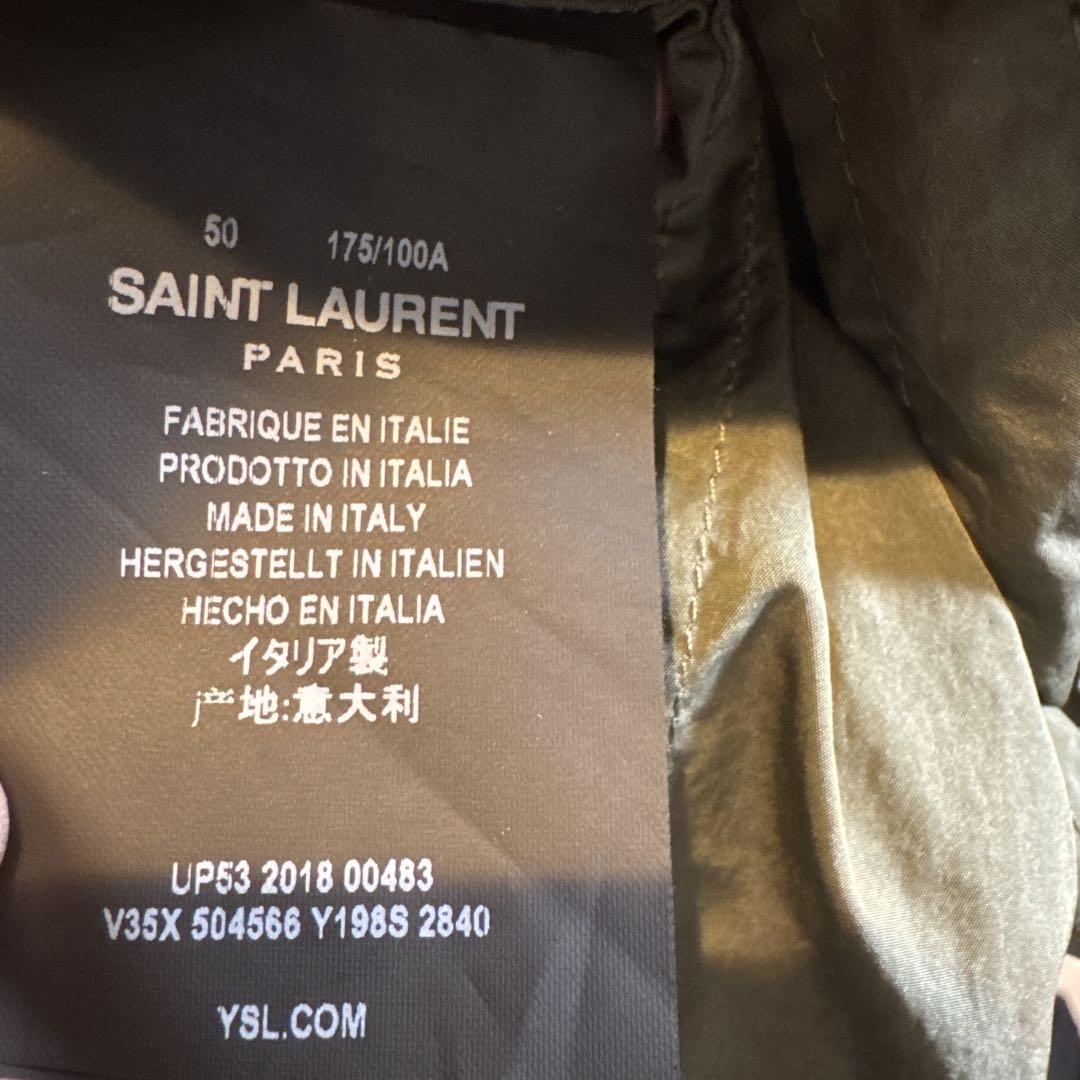 50 175/100A
SAINT LAURENT
PARIS
FABRIQUE EN ITALIE
PRODOTTO IN ITALIA
MADE IN ITALY
HERGESTELLT IN ITALIEN
HECHO EN ITALIA
イタリア製
产地:意大利
UP53 2018 00483
V35X 504566 Y198S 2840
YSL.COM